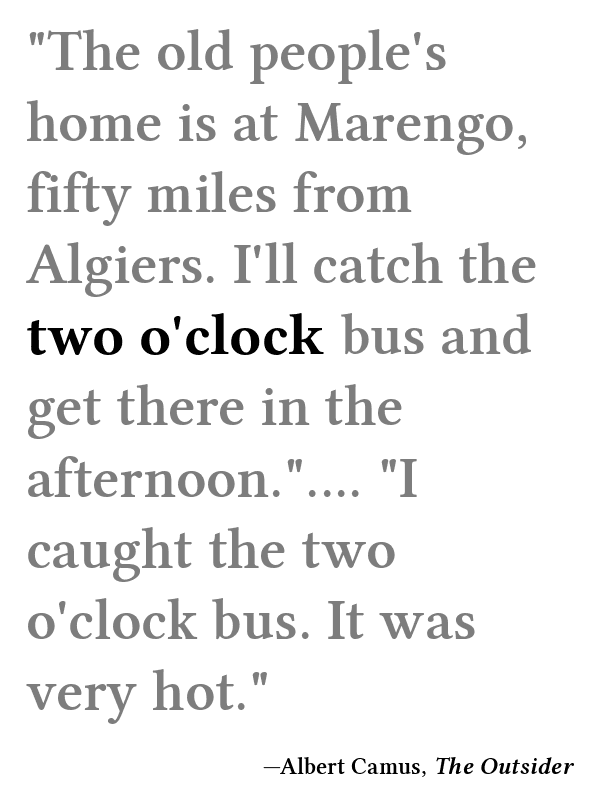 "The old people's
home is at Marengo,
fifty miles from
Algiers. I'll catch the
two o'clock bus and
get there in the
afternoon.".... "I
caught the two
o'clock bus. It was
very hot."
—Albert Camus, The Outsider